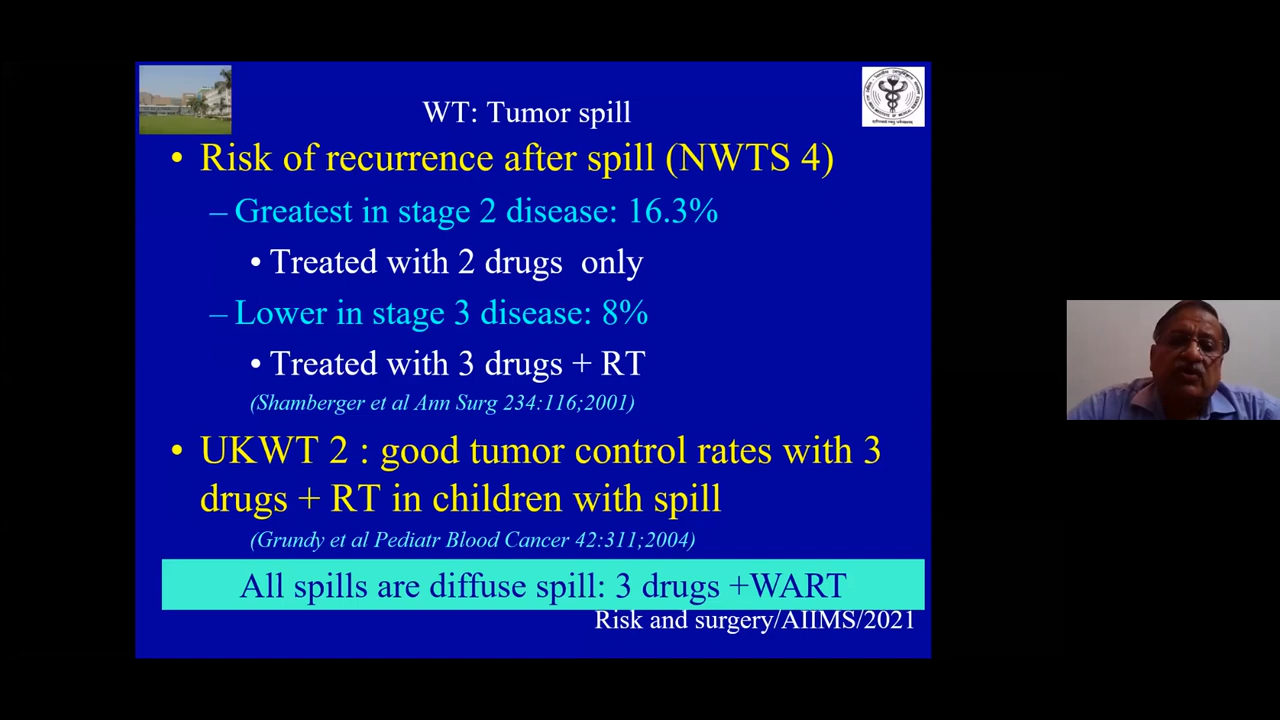 WT: Tumor spill
• Risk of recurrence after spill (NWTS 4)
– Greatest in stage 2 disease: 16.3%
• Treated with 2 drugs only
– Lower in stage 3 disease: 8%
• Treated with 3 drugs + RT
(Shamberger et al Ann Surg 234:116;2001)
• UKWT 2 : good tumor control rates with 3
drugs + RT in children with spill
(Grundy et al Pediatr Blood Cancer 42:311;2004)
All spills are diffuse spill: 3 drugs +WART
Risk and surgery/AIIMS/2021